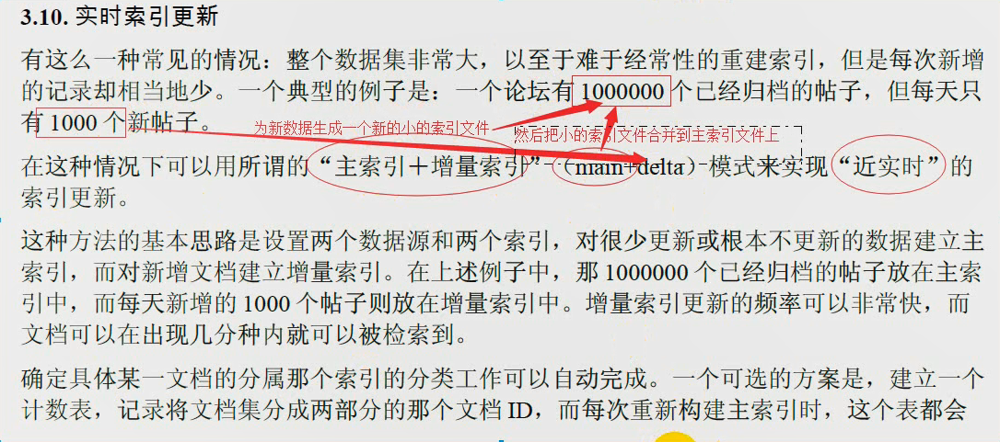 3.10. 实时索引更新
有这么一种常见的情况：整个数据集非常大，以至于难于经常性的重建索引，但是每次新增
的记录却相当地少。一个典型的例子是：一个论坛有 1000000 个已经归档的帖子，但每天只
有 1000 个新帖子。
为新数据生成一个新的小的索引文件
然后把小的索引文件合并到主索引文件上
在这种情况下可以用所谓的“主索引＋增量索引”（main+delta）模式来实现“近实时”的
索引更新。
这种方法的基本思路是设置两个数据源和两个索引，对很少更新或根本不更新的数据建立主
索引，而对新增文档建立增量索引。在上述例子中，那 1000000 个已经归档的帖子放在主索
引中，而每天新增的 1000 个帖子则放在增量索引中。增量索引更新的频率可以非常快，而
文档可以在出现几分种内就可以被检索到。
确定具体某一文档的分属那个索引的分类工作可以自动完成。一个可选的方案是，建立一个
计数表，记录将文档集分成两部分的那个文档 ID，而每次重新构建主索引时，这个表都会